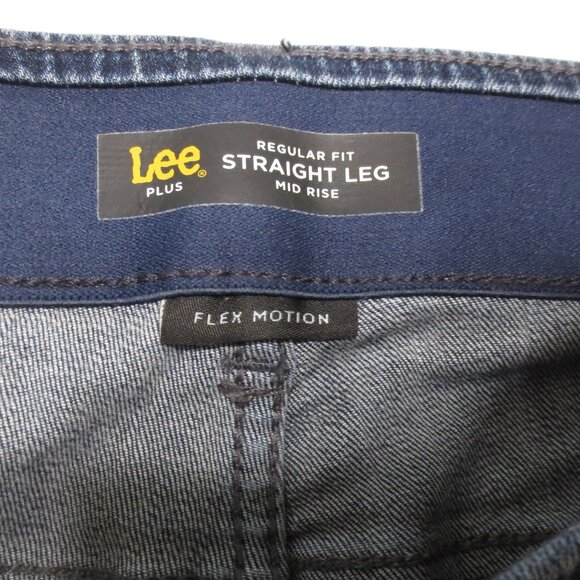 Lee®
PLUS
REGULAR FIT
STRAIGHT LEG
MID RISE
FLEX MOTION